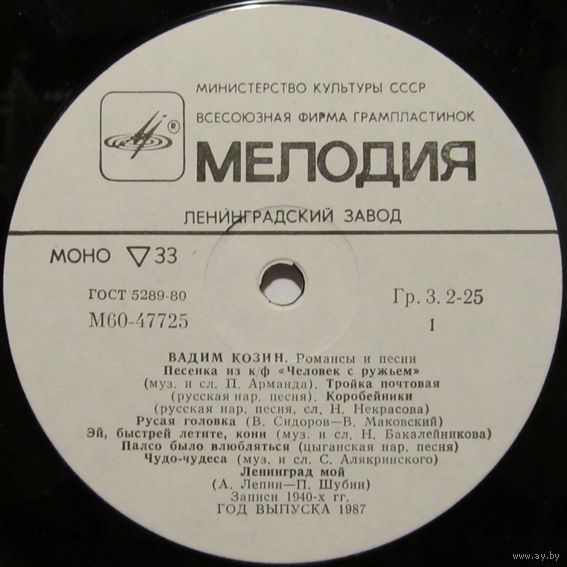 МИНИСТЕРСТВО КУЛЬТУРЫ СССР
ВСЕСОЮЗНАЯ ФИРМА ГРАМПЛАСТИНОК
®
МЕЛОДИЯ
ЛЕНИНГРАДСКИЙ ЗАВОД
МОНО ▽ 33
ГОСТ 5289-80
Гр. 3. 2-25
М60-47725
1
ВАДИМ КОЗИН. Романсы и песни
Песенка из к/ф «Человек с ружьем»
(муз. и сл. П. Арманда). Тройка почтовая
(русская нар. песня). Коробейники
(русская нар. песня, сл. Н. Некрасова)
Русая головка (В. Сидоров—В. Маковский)
Эй, быстрей летите, кони (муз. и сл. Н. Бакалейникова)
Палсо было влюбляться (цыганская нар. песня)
Чудо-чудеса (муз. и сл. С. Алякринского)
Ленинград мой
(А. Лепин—П. Шубин)
Записи 1940-х гг.
ГОД ВЫПУСКА 1987
www.ay.by